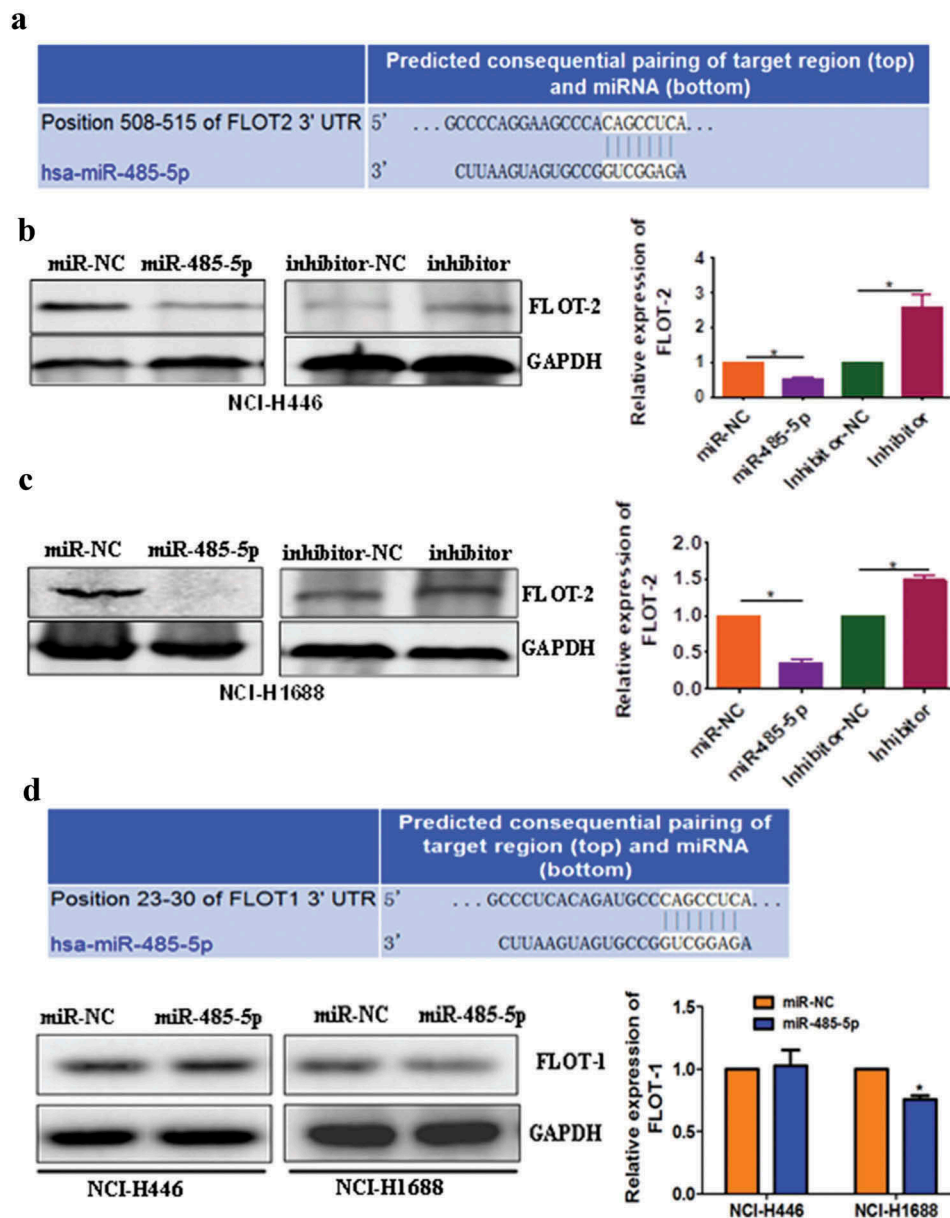 a
Predicted consequential pairing of target region (top)
and miRNA (bottom)
Position 508-515 of FLOT2 3' UTR 5' ...GCCCCAGGAAGCCCACAGCCUCA...
hsa-miR-485-5p 3' CUUAAGUAGUGCCGGUCGGAGA
b
miR-NC miR-485-5p inhibitor-NC inhibitor
FLOT-2
GAPDH
NCI-H446
Relative expression of
FLOT-2
4
3
2
1
0
miR-NC
miR-485-5p
Inhibitor-NC
Inhibitor
*
*
c
miR-NC miR-485-5p inhibitor-NC inhibitor
FLOT-2
GAPDH
NCI-H1688
Relative expression of
FLOT-2
2.0
1.5
1.0
0.5
0.0
miR-NC
miR-485-5p
Inhibitor-NC
Inhibitor
*
*
d
Predicted consequential pairing of
target region (top) and miRNA
(bottom)
Position 23-30 of FLOT1 3' UTR 5' ...GCCCUCACAGAUGCCCAGCCUCA...
hsa-miR-485-5p 3' CUUAAGUAGUGCCGGUCGGAGA
miR-NC miR-485-5p miR-NC miR-485-5p
FLOT-1
GAPDH
NCI-H446 NCI-H1688
Relative expression of
FLOT-1
1.5
1.0
0.5
0.0
miR-NC
miR-485-5p
*
NCI-H446 NCI-H1688